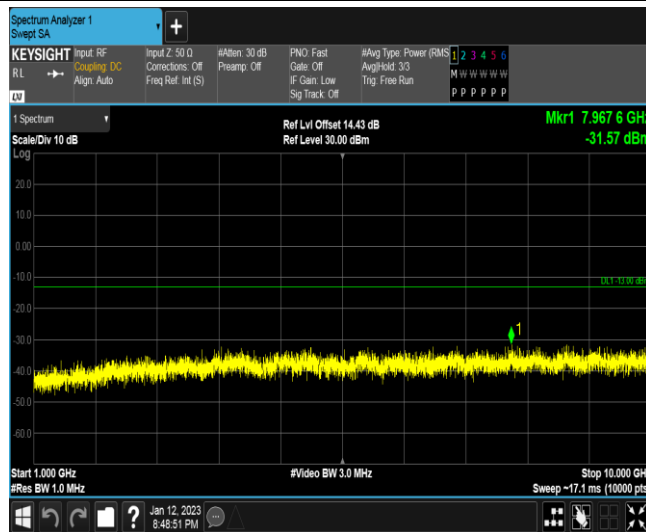 Spectrum Analyzer 1
Swept SA
+
KEYSIGHT
RL
LXI
Input: RF
Coupling: DC
Align: Auto
Input Z: 50 Ω
Corrections: Off
Freq Ref: Int (S)
#Atten: 30 dB
Preamp: Off
PNO: Fast
Gate: Off
IF Gain: Low
Sig Track: Off
#Avg Type: Power (RMS
Avg|Hold: 3/3
Trig: Free Run
1 2 3 4 5 6
M W W W W W
P P P P P P
1 Spectrum
Scale/Div 10 dB
Log
Ref Lvl Offset 14.43 dB
Ref Level 30.00 dBm
Mkr1 7.967 6 GHz
-31.57 dBm
20.0
10.0
0.00
-10.0
DL1 -13.00 dBm
-20.0
1
-30.0
-40.0
-50.0
-60.0
Start 1.000 GHz
#Res BW 1.0 MHz
#Video BW 3.0 MHz
Stop 10.000 GHz
Sweep ~17.1 ms (10000 pts
?
Jan 12, 2023
8:48:51 PM